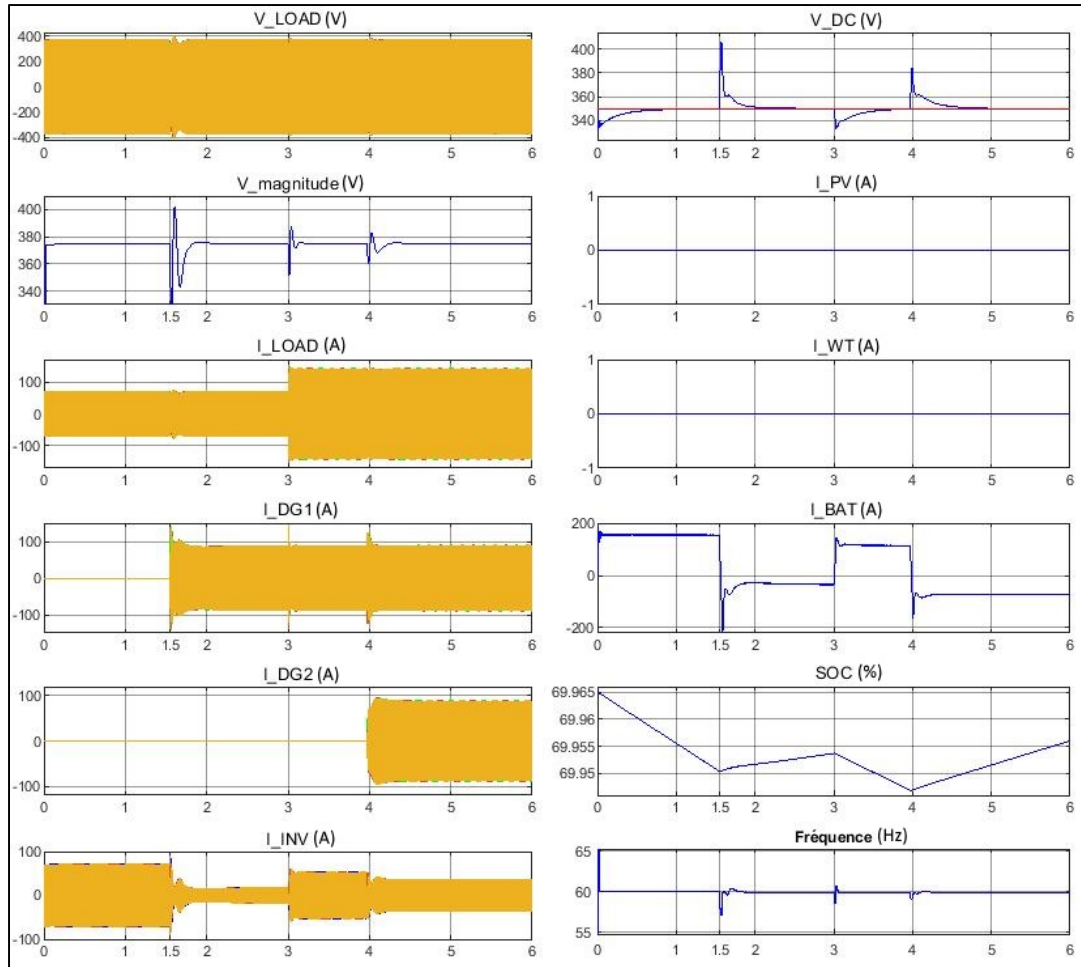 V_LOAD (V)
400
200
0
-200
-400
0 1 2 3 4 5 6
V_magnitude (V)
400
380
360
340
0 1 1.5 2 3 4 5 6
I_LOAD (A)
100
0
-100
0 1 2 3 4 5 6
I_DG1 (A)
100
0
-100
0 1 1.5 2 3 4 5 6
I_DG2 (A)
100
0
-100
0 1 2 3 4 5 6
I_INV (A)
100
0
-100
0 1 1.5 2 3 4 5 6
V_DC (V)
400
380
360
340
0 1 1.5 2 3 4 5 6
I_PV (A)
1
0
-1
0 1 2 3 4 5 6
I_WT (A)
1
0
-1
0 1 2 3 4 5 6
I_BAT (A)
200
0
-200
0 1 1.5 2 3 4 5 6
SOC (%)
69.965
69.96
69.955
69.95
0 1 1.5 2 3 4 5 6
Fréquence (Hz)
65
60
55
0 1 1.5 2 3 4 5 6